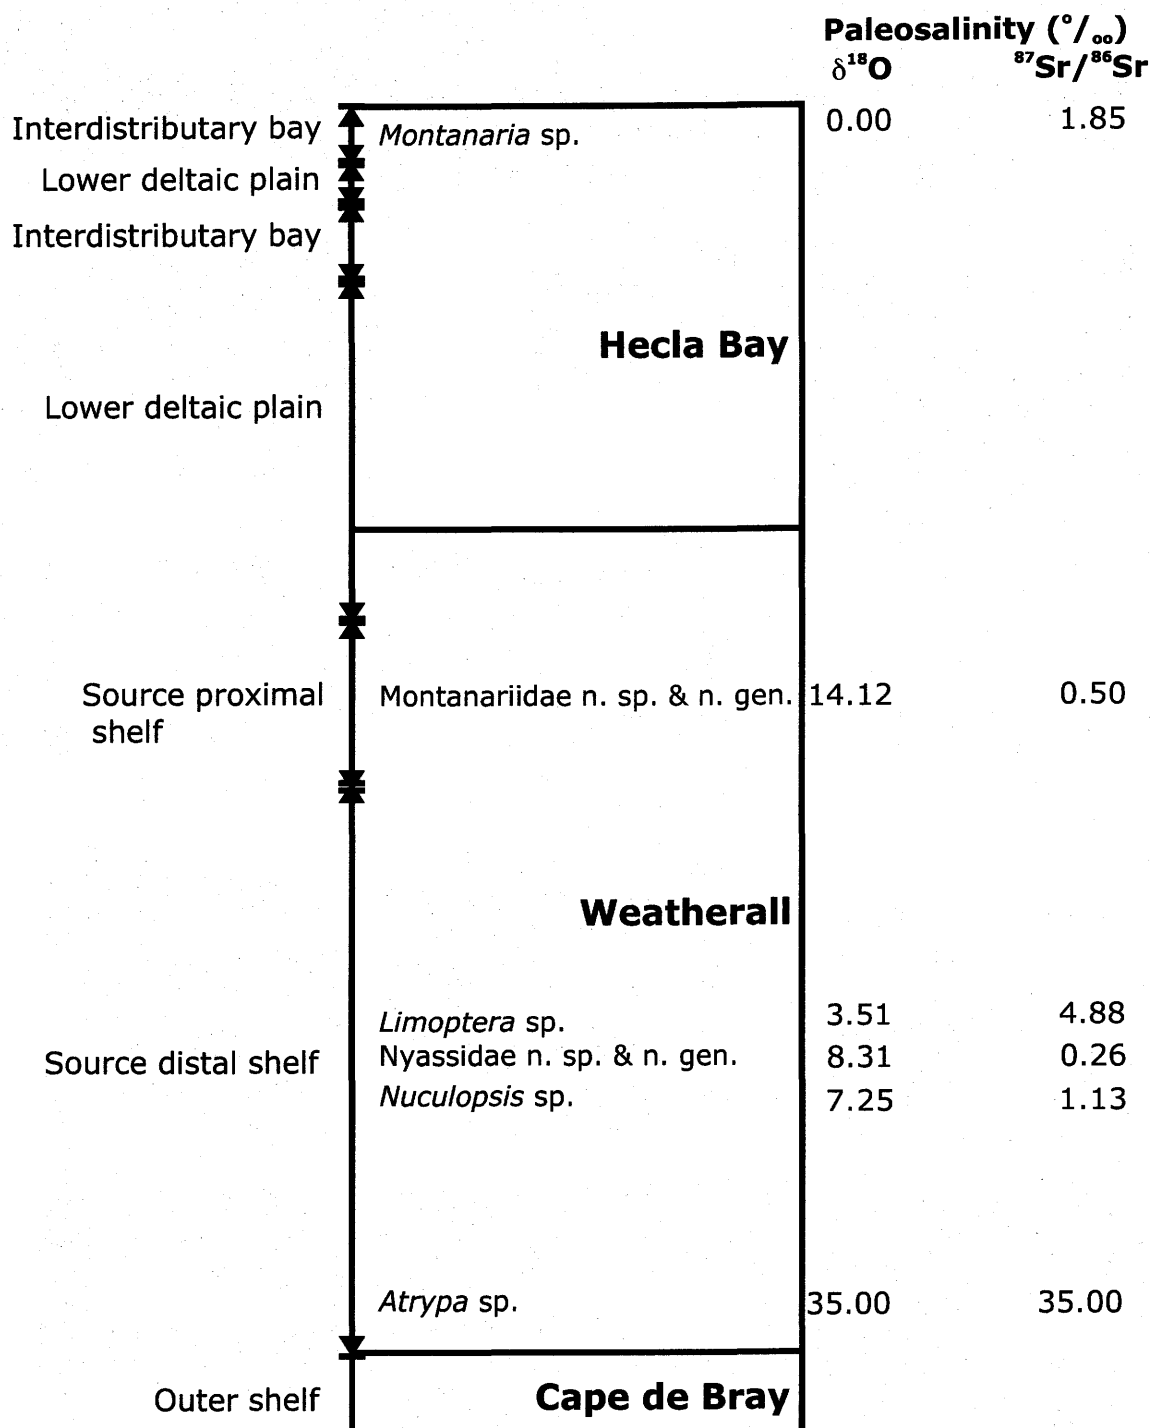 Paleosalinity (°/₀₀)
δ¹⁸O ⁸⁷Sr/⁸⁶Sr
Interdistributary bay Montanaria sp. 0.00 1.85
Lower deltaic plain
Interdistributary bay
Hecla Bay
Lower deltaic plain
Source proximal Montanariidae n. sp. & n. gen. 14.12 0.50
shelf
Weatherall
Limoptera sp. 3.51 4.88
Source distal shelf Nyassidae n. sp. & n. gen. 8.31 0.26
Nuculopsis sp. 7.25 1.13
Atrypa sp. 35.00 35.00
Outer shelf Cape de Bray